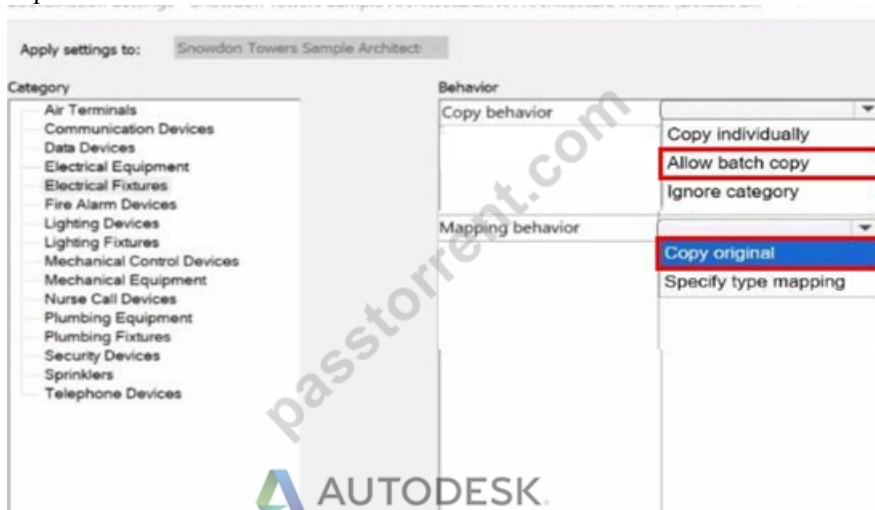 Apply settings to: Snowdon Towers Sample Architect
Category
Air Terminals
Communication Devices
Data Devices
Electrical Equipment
Electrical Fixtures
Fire Alarm Devices
Lighting Devices
Lighting Fixtures
Mechanical Control Devices
Mechanical Equipment
Nurse Call Devices
Plumbing Equipment
Plumbing Fixtures
Security Devices
Sprinklers
Telephone Devices
Behavior
Copy behavior
Copy individually
Allow batch copy
Ignore category
Mapping behavior
Copy original
Specify type mapping
passtorrent.com
AUTODESK.